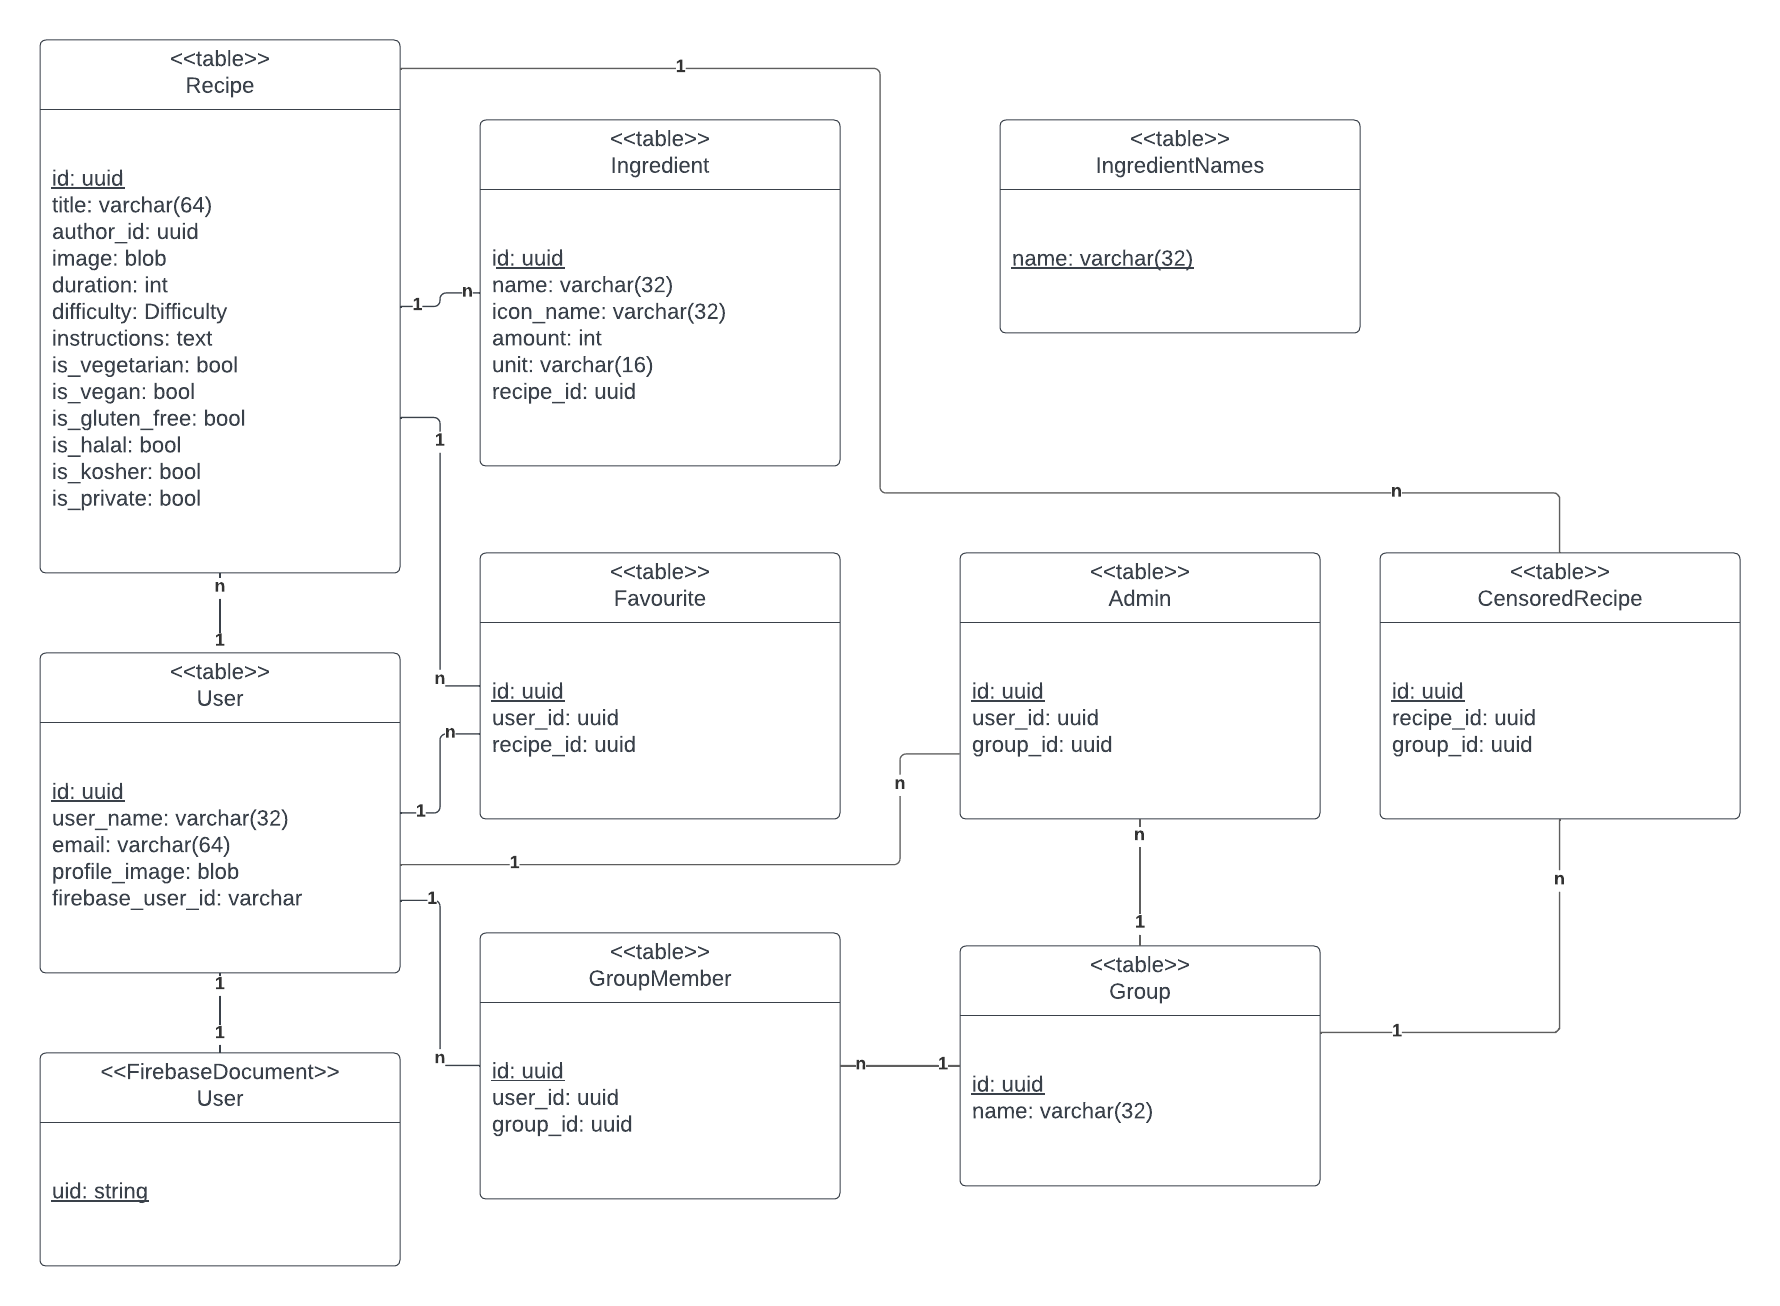 <<table>>
Recipe
id: uuid
title: varchar(64)
author_id: uuid
image: blob
duration: int
difficulty: Difficulty
instructions: text
is_vegetarian: bool
is_vegan: bool
is_gluten_free: bool
is_halal: bool
is_kosher: bool
is_private: bool
1
<<table>>
Ingredient
id: uuid
name: varchar(32)
icon_name: varchar(32)
amount: int
unit: varchar(16)
recipe_id: uuid
<<table>>
IngredientNames
name: varchar(32)
1
n
1
n
n
1
<<table>>
Favourite
id: uuid
user_id: uuid
recipe_id: uuid
<<table>>
Admin
id: uuid
user_id: uuid
group_id: uuid
<<table>>
CensoredRecipe
id: uuid
recipe_id: uuid
group_id: uuid
n
n
1
<<table>>
User
id: uuid
user_name: varchar(32)
email: varchar(64)
profile_image: blob
firebase_user_id: varchar
n
1
n
1
n
1
1
n
<<table>>
GroupMember
id: uuid
user_id: uuid
group_id: uuid
n
1
<<table>>
Group
id: uuid
name: varchar(32)
1
1
1
<<FirebaseDocument>>
User
uid: string